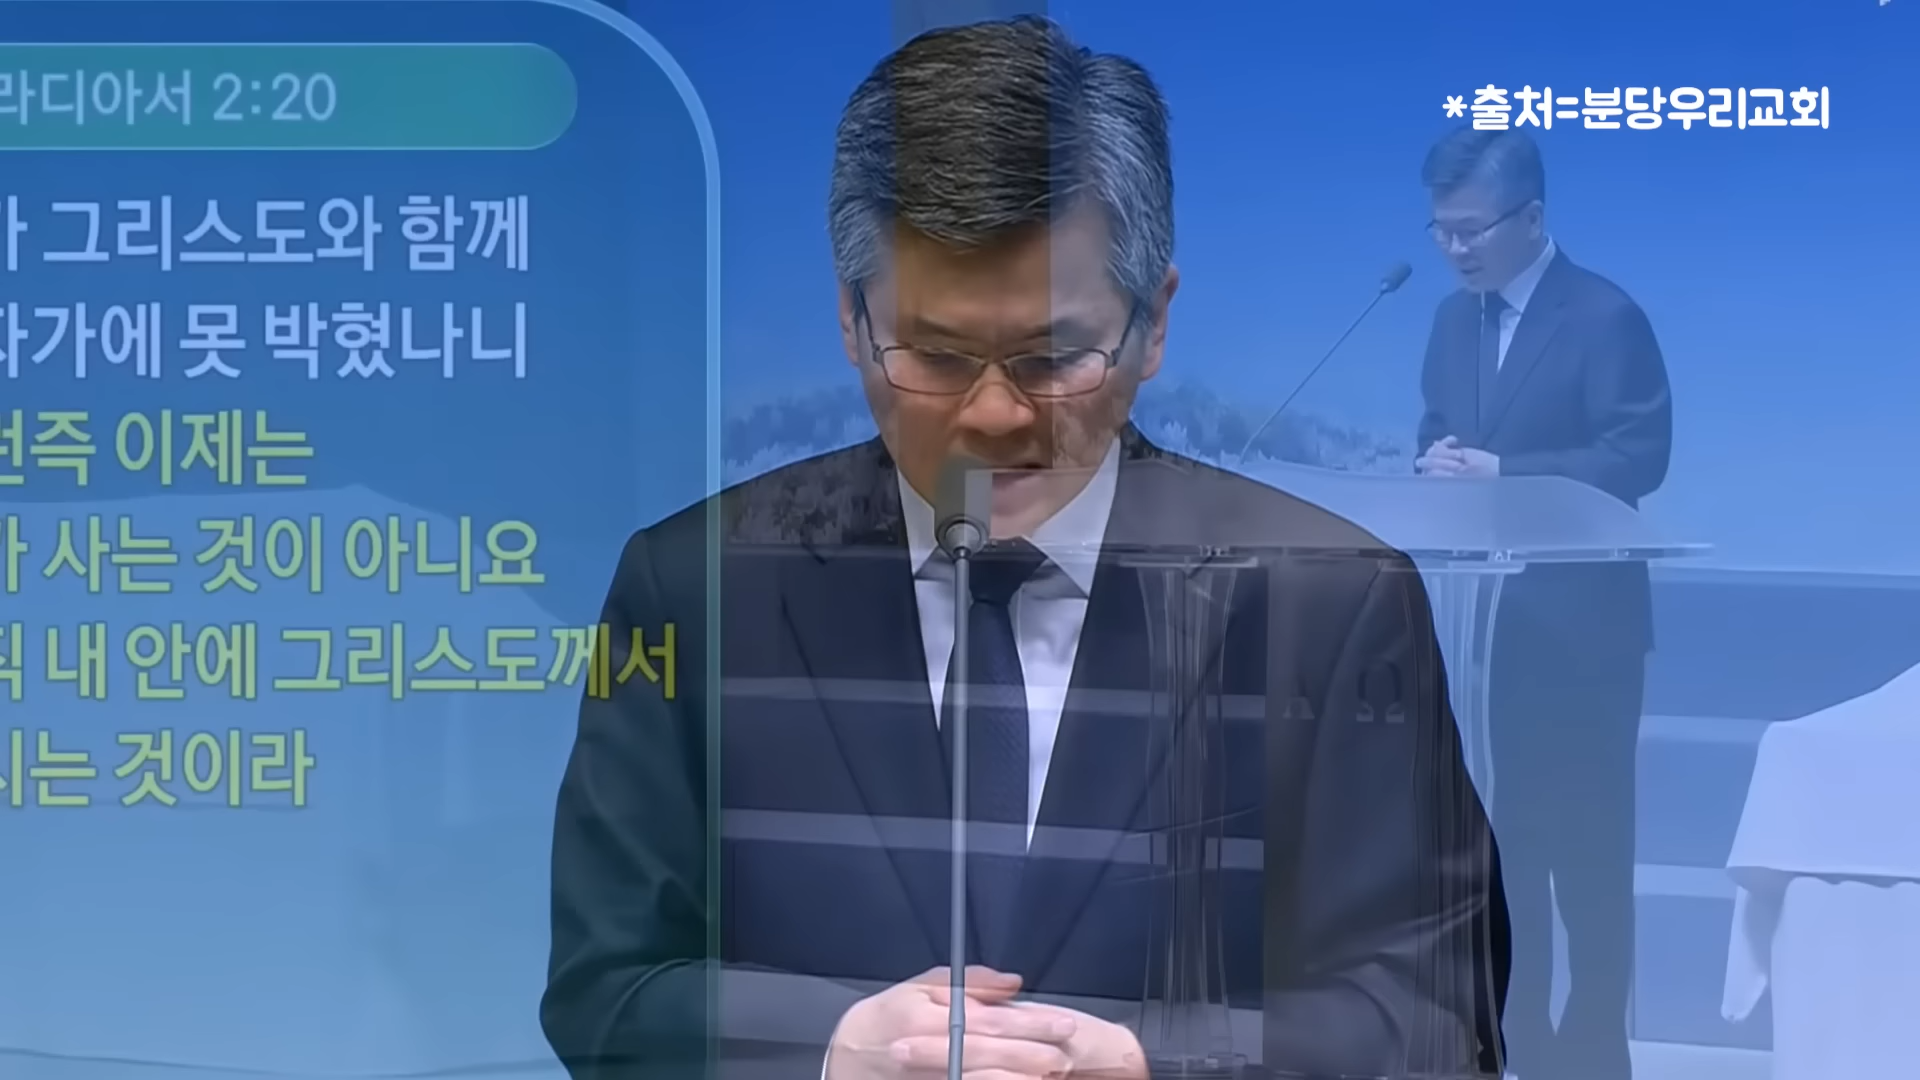 라디아서 2:20
*출처=분당우리교회
가 그리스도와 함께
자가에 못 박혔나니
런즉 이제는
가 사는 것이 아니요
직 내 안에 그리스도께서
시는 것이라
Α Ω